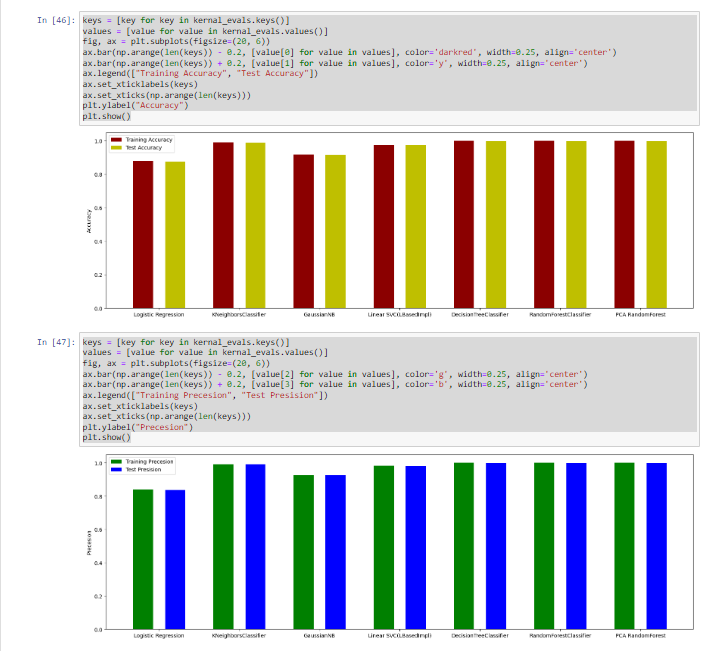 In [46]: keys = [key for key in kernal_evals.keys()]
values = [value for value in kernal_evals.values()]
fig, ax = plt.subplots(figsize=(20, 6))
ax.bar(np.arange(len(keys)) - 0.2, [value[0] for value in values], color='darkred', width=0.25, align='center')
ax.bar(np.arange(len(keys)) + 0.2, [value[1] for value in values], color='y', width=0.25, align='center')
ax.legend(["Training Accuracy", "Test Accuracy"])
ax.set_xticklabels(keys)
ax.set_xticks(np.arange(len(keys)))
plt.ylabel("Accuracy")
plt.show()
Training Accuracy
Test Accuracy
1.0
0.8
0.6
0.4
0.2
0.0
Accuracy
Logistic Regression KNeighborsClassifier GaussianNB Linear SVC(LBasedImpl) DecisionTreeClassifier RandomForestClassifier PCA RandomForest
In [47]: keys = [key for key in kernal_evals.keys()]
values = [value for value in kernal_evals.values()]
fig, ax = plt.subplots(figsize=(20, 6))
ax.bar(np.arange(len(keys)) - 0.2, [value[2] for value in values], color='g', width=0.25, align='center')
ax.bar(np.arange(len(keys)) + 0.2, [value[3] for value in values], color='b', width=0.25, align='center')
ax.legend(["Training Precesion", "Test Presision"])
ax.set_xticklabels(keys)
ax.set_xticks(np.arange(len(keys)))
plt.ylabel("Precesion")
plt.show()
Training Precesion
Test Presision
1.0
0.8
0.6
0.4
0.2
0.0
Precesion
Logistic Regression KNeighborsClassifier GaussianNB Linear SVC(LBasedImpl) DecisionTreeClassifier RandomForestClassifier PCA RandomForest